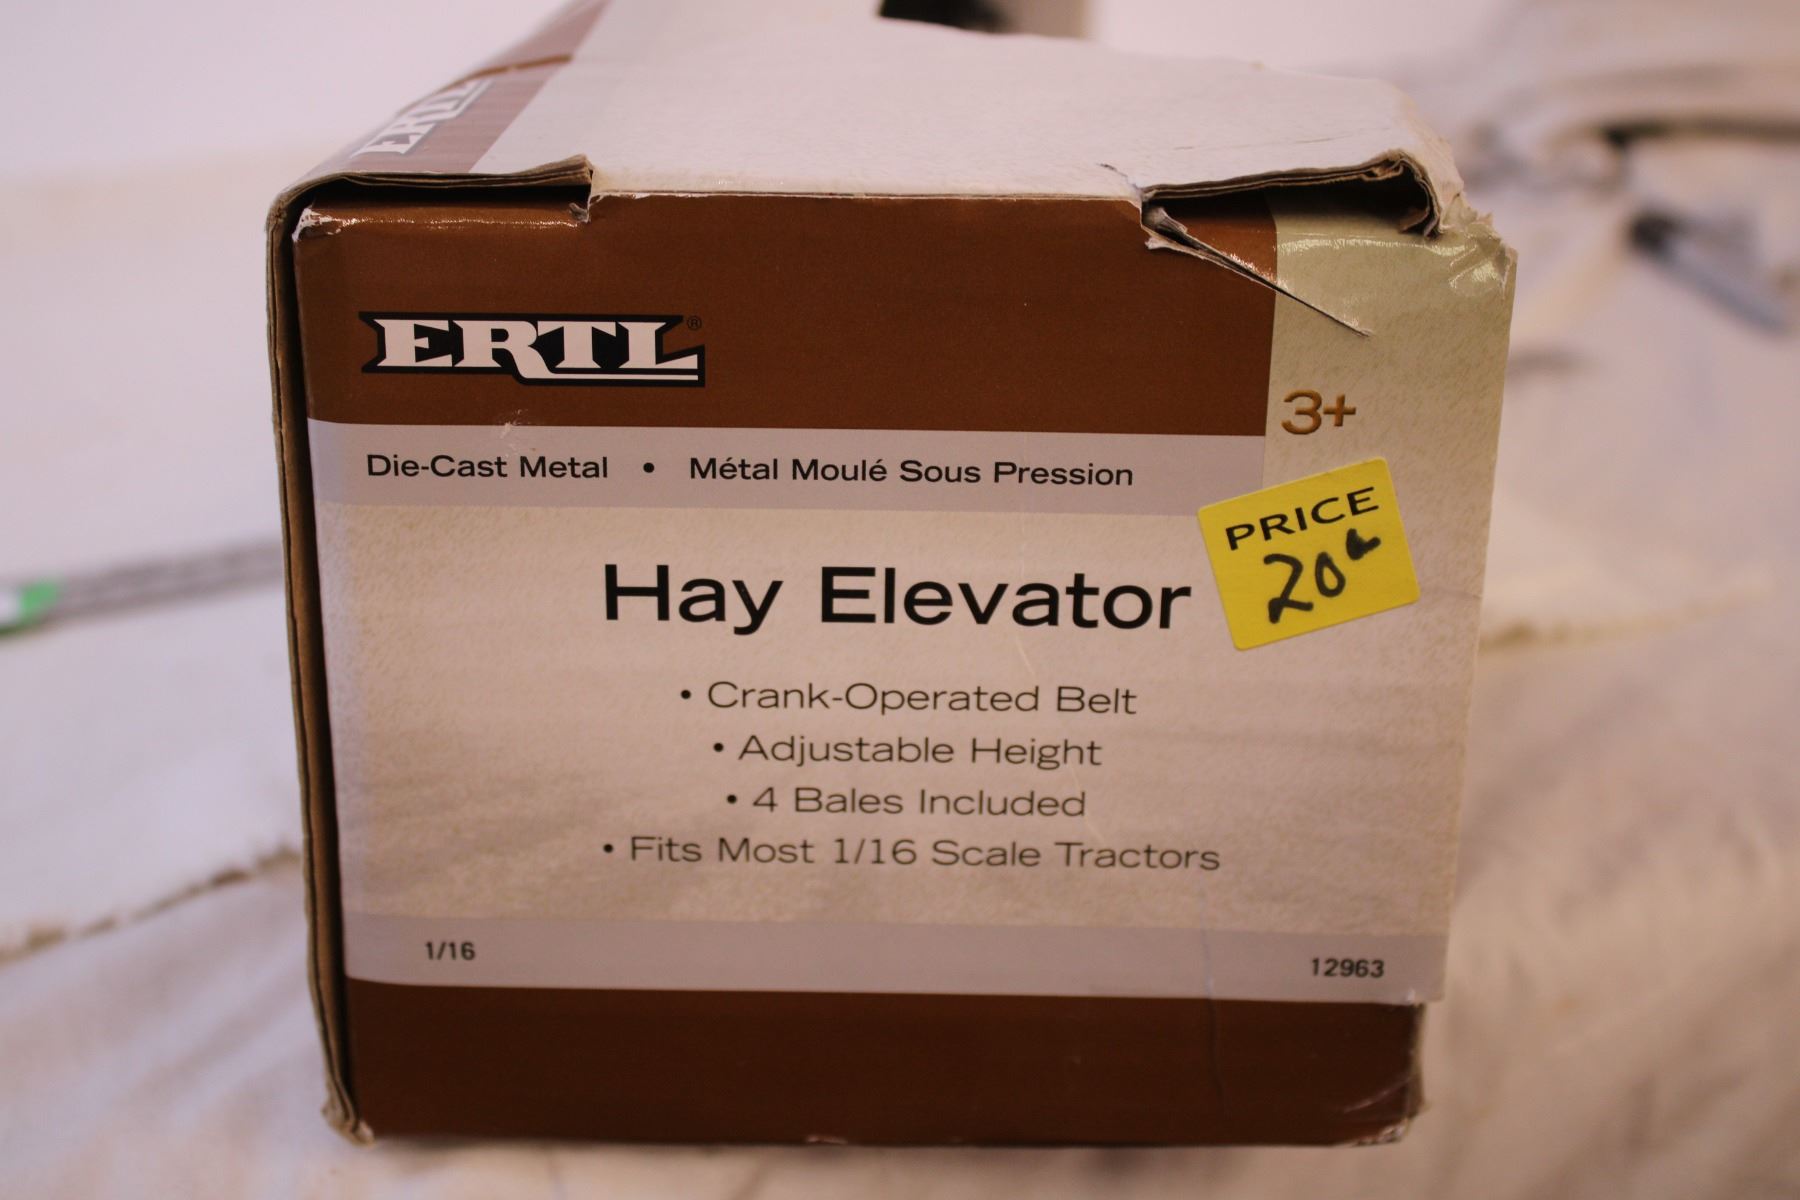 ERTL
ERTL®
3+
Die-Cast Metal • Métal Moulé Sous Pression
PRICE
20
Hay Elevator
• Crank-Operated Belt
• Adjustable Height
• 4 Bales Included
• Fits Most 1/16 Scale Tractors
1/16
12963